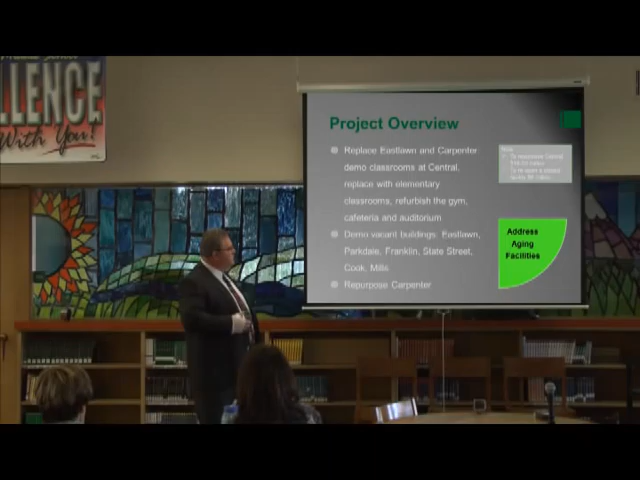 LLENCE
With You!
Project Overview
Replace Eastlawn and Carpenter
demo classrooms at Central,
replace with elementary
classrooms, refurbish the gym,
cafeteria and auditorium
Demo vacant buildings: Eastlawn,
Parkdale, Franklin, State Street,
Cook, Mills
Repurpose Carpenter
Address
Aging
Facilities